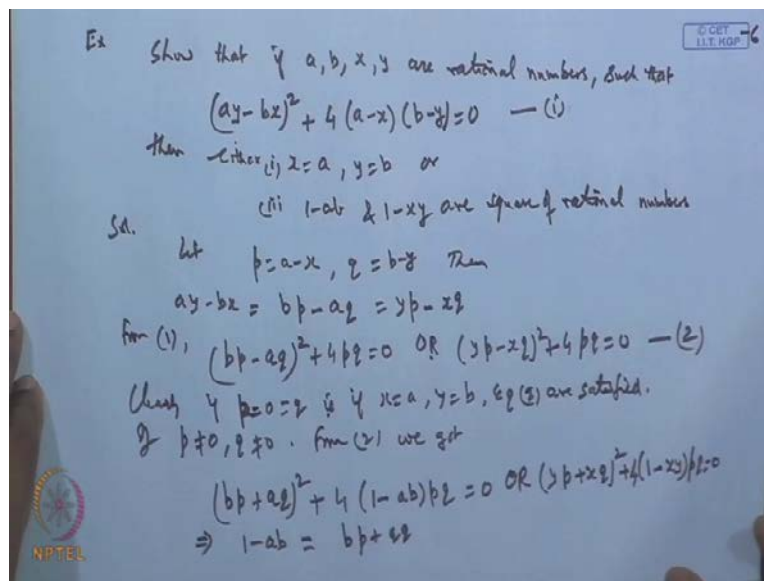 © CET
I.I.T. KGP
-6
Ex Show that if a, b, x, y are rational numbers, such that
(ay-bx)² + 4 (a-x) (b-y)=0 — (i)
then either (i) x=a, y=b or
(ii) 1-ab & 1-xy are square of rational numbers
Sol.
Let p=a-x, q=b-y Then
ay-bx = bp-aq = yp-xq
From (1), (bp-aq)²+4pq=0 OR (yp-xq)²+4pq=0 —(2)
Clearly if p=0=q is if x=a, y=b, Eq (2) are satisfied.
If p≠0, q≠0. From (2) we get
(bp+aq)² + 4 (1-ab)pq = 0 OR (yp+xq)²+4(1-xy)pq=0
⇒ 1-ab = bp+aq
NPTEL